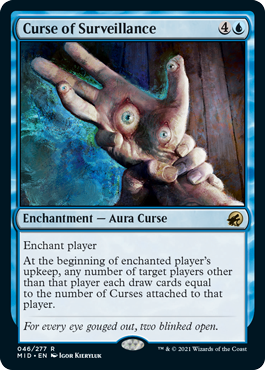 Curse of Surveillance 4
Enchantment — Aura Curse
Enchant player
At the beginning of enchanted player's
upkeep, any number of target players other
than that player each draw cards equal
to the number of Curses attached to that
player.
For every eye gouged out, two blinked open.
046/277 R
MID • EN Igor Kieryluk ™ & © 2021 Wizards of the Coast